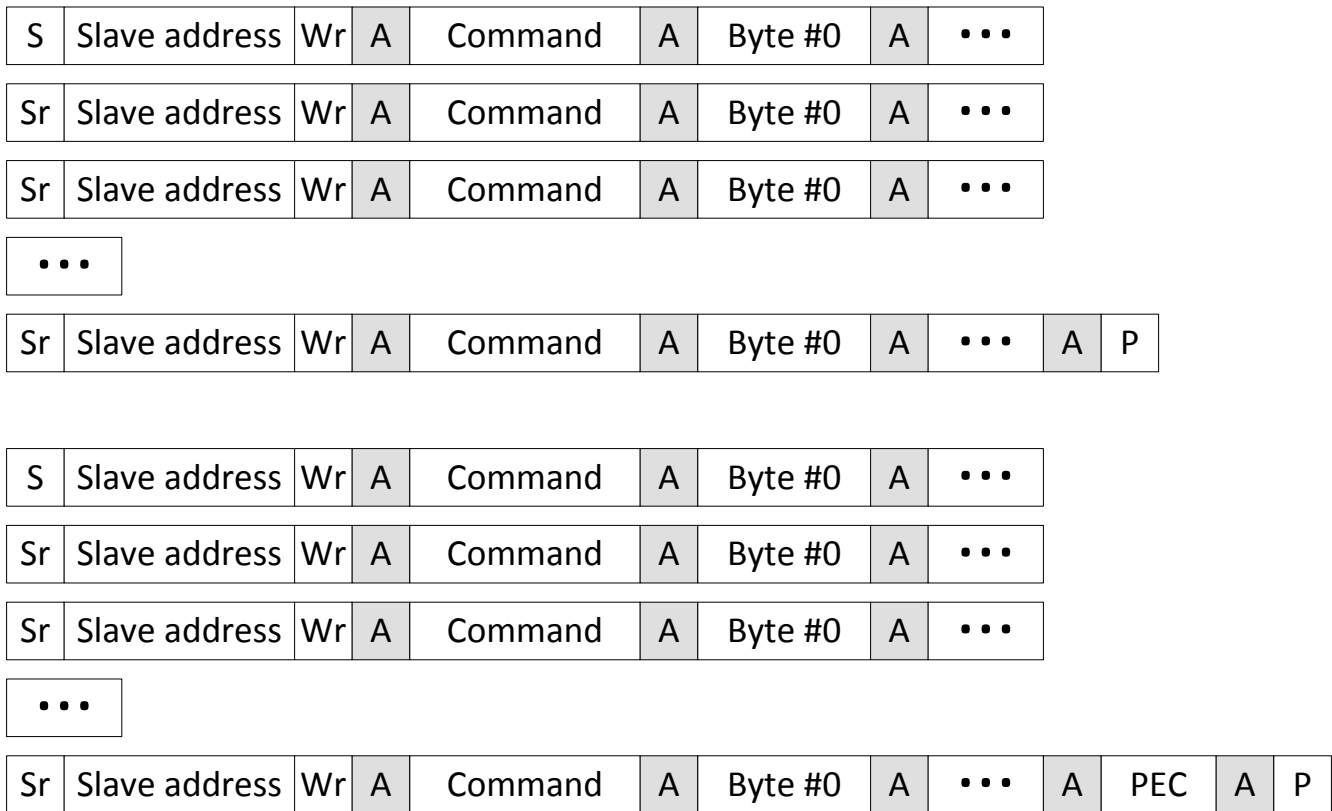 S Slave address Wr A Command A Byte #0 A •••
Sr Slave address Wr A Command A Byte #0 A •••
Sr Slave address Wr A Command A Byte #0 A •••
•••
Sr Slave address Wr A Command A Byte #0 A ••• A P
S Slave address Wr A Command A Byte #0 A •••
Sr Slave address Wr A Command A Byte #0 A •••
Sr Slave address Wr A Command A Byte #0 A •••
•••
Sr Slave address Wr A Command A Byte #0 A ••• A PEC A P